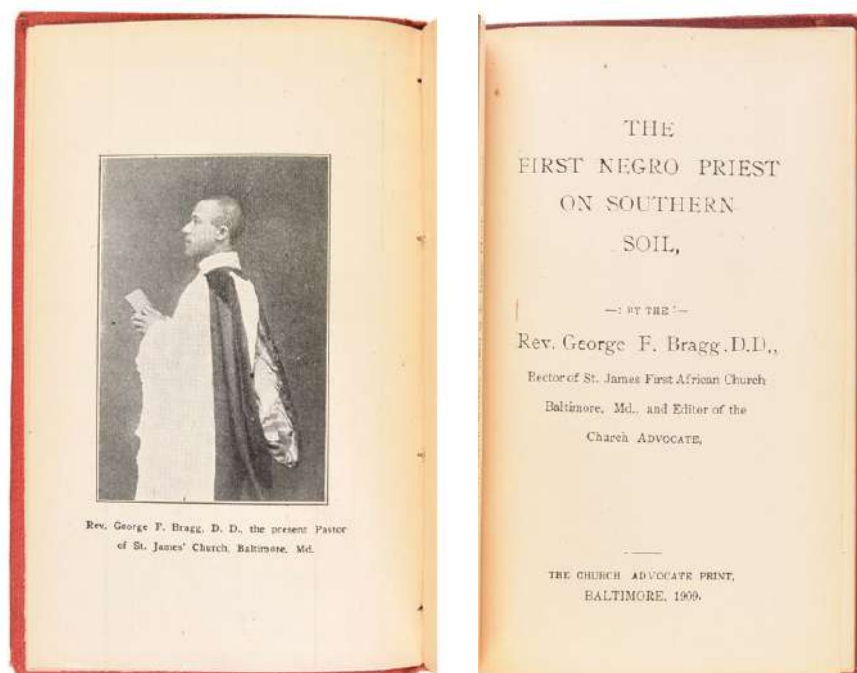 Rev. George F. Bragg, D. D., the present Pastor
of St. James' Church, Baltimore, Md.
THE
FIRST NEGRO PRIEST
ON SOUTHERN
SOIL,
—: BY THE :—
Rev. George F. Bragg, D.D.,
Rector of St. James First African Church
Baltimore, Md., and Editor of the
Church ADVOCATE,
THE CHURCH ADVOCATE PRINT,
BALTIMORE, 1909.